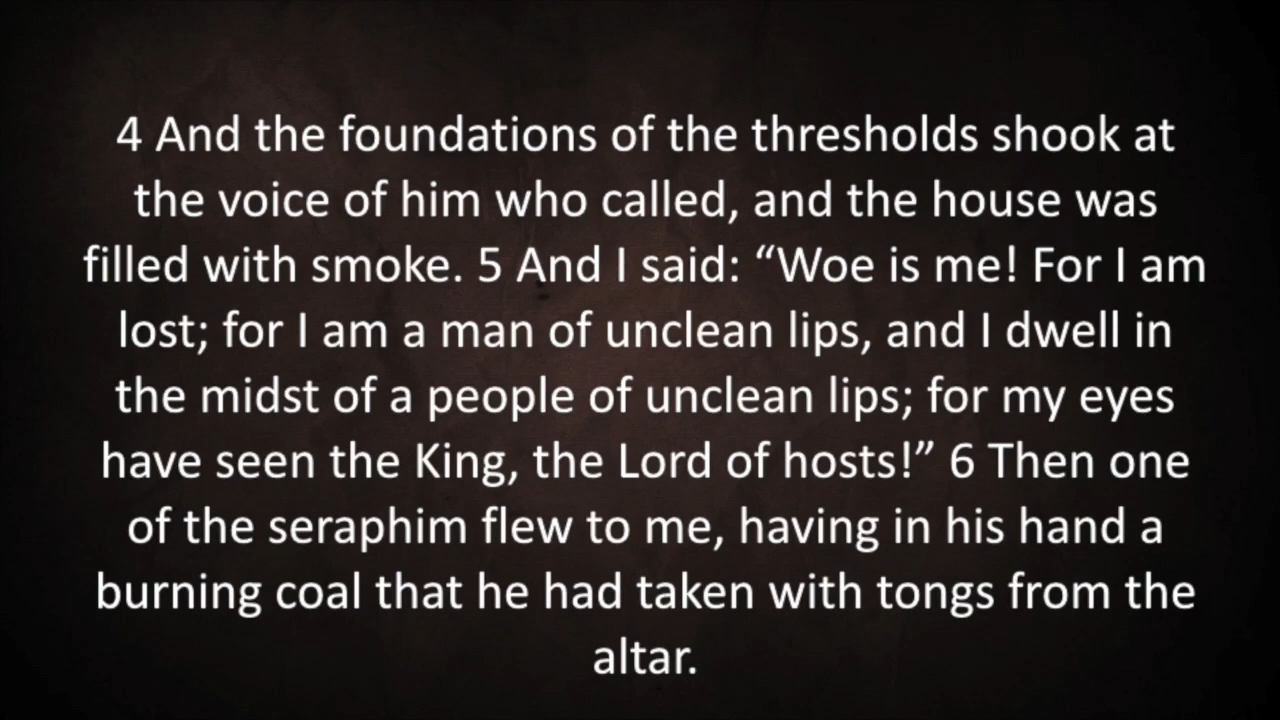 4 And the foundations of the thresholds shook at
the voice of him who called, and the house was
filled with smoke. 5 And I said: “Woe is me! For I am
lost; for I am a man of unclean lips, and I dwell in
the midst of a people of unclean lips; for my eyes
have seen the King, the Lord of hosts!” 6 Then one
of the seraphim flew to me, having in his hand a
burning coal that he had taken with tongs from the
altar.